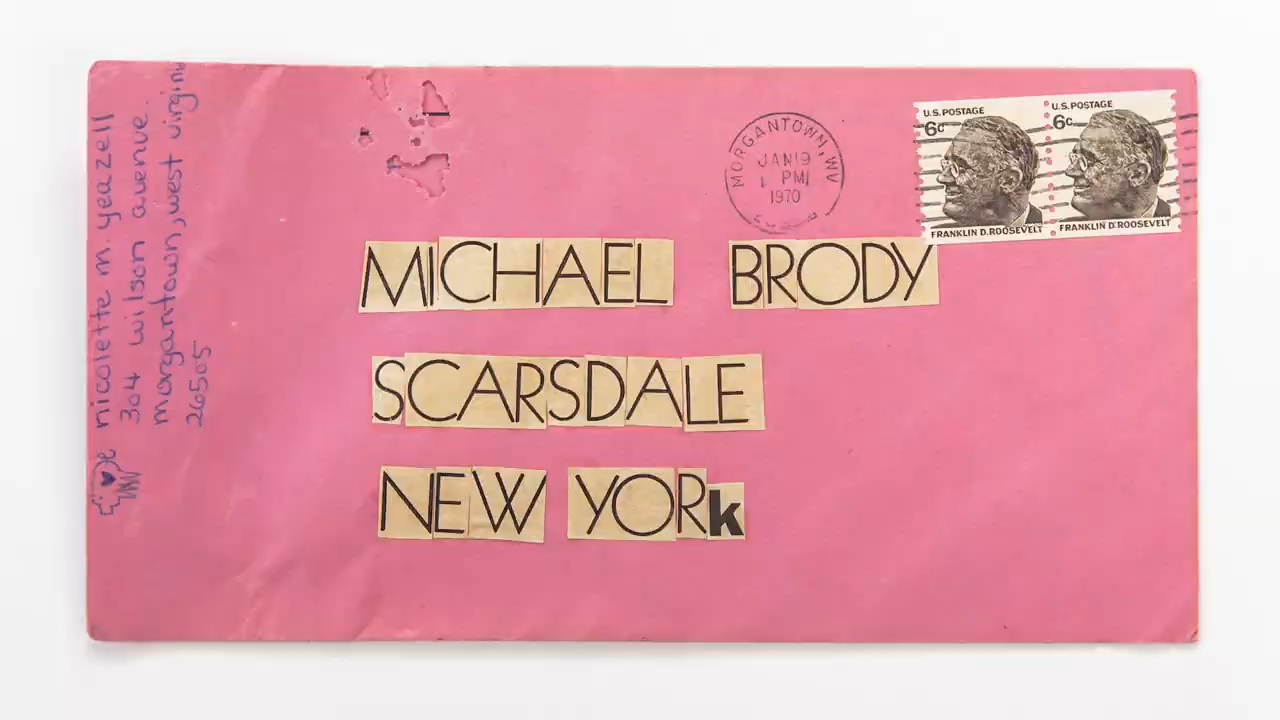 nicolette m. yeazell
304 wilson avenue.
morgantown, west virginia
26505
MORGANTOWN, WV
JAN 19
PM
1970
U.S. POSTAGE
6c
FRANKLIN D. ROOSEVELT
U.S. POSTAGE
6c
FRANKLIN D. ROOSEVELT
MICHAEL BRODY
SCARSDALE
NEW YORk